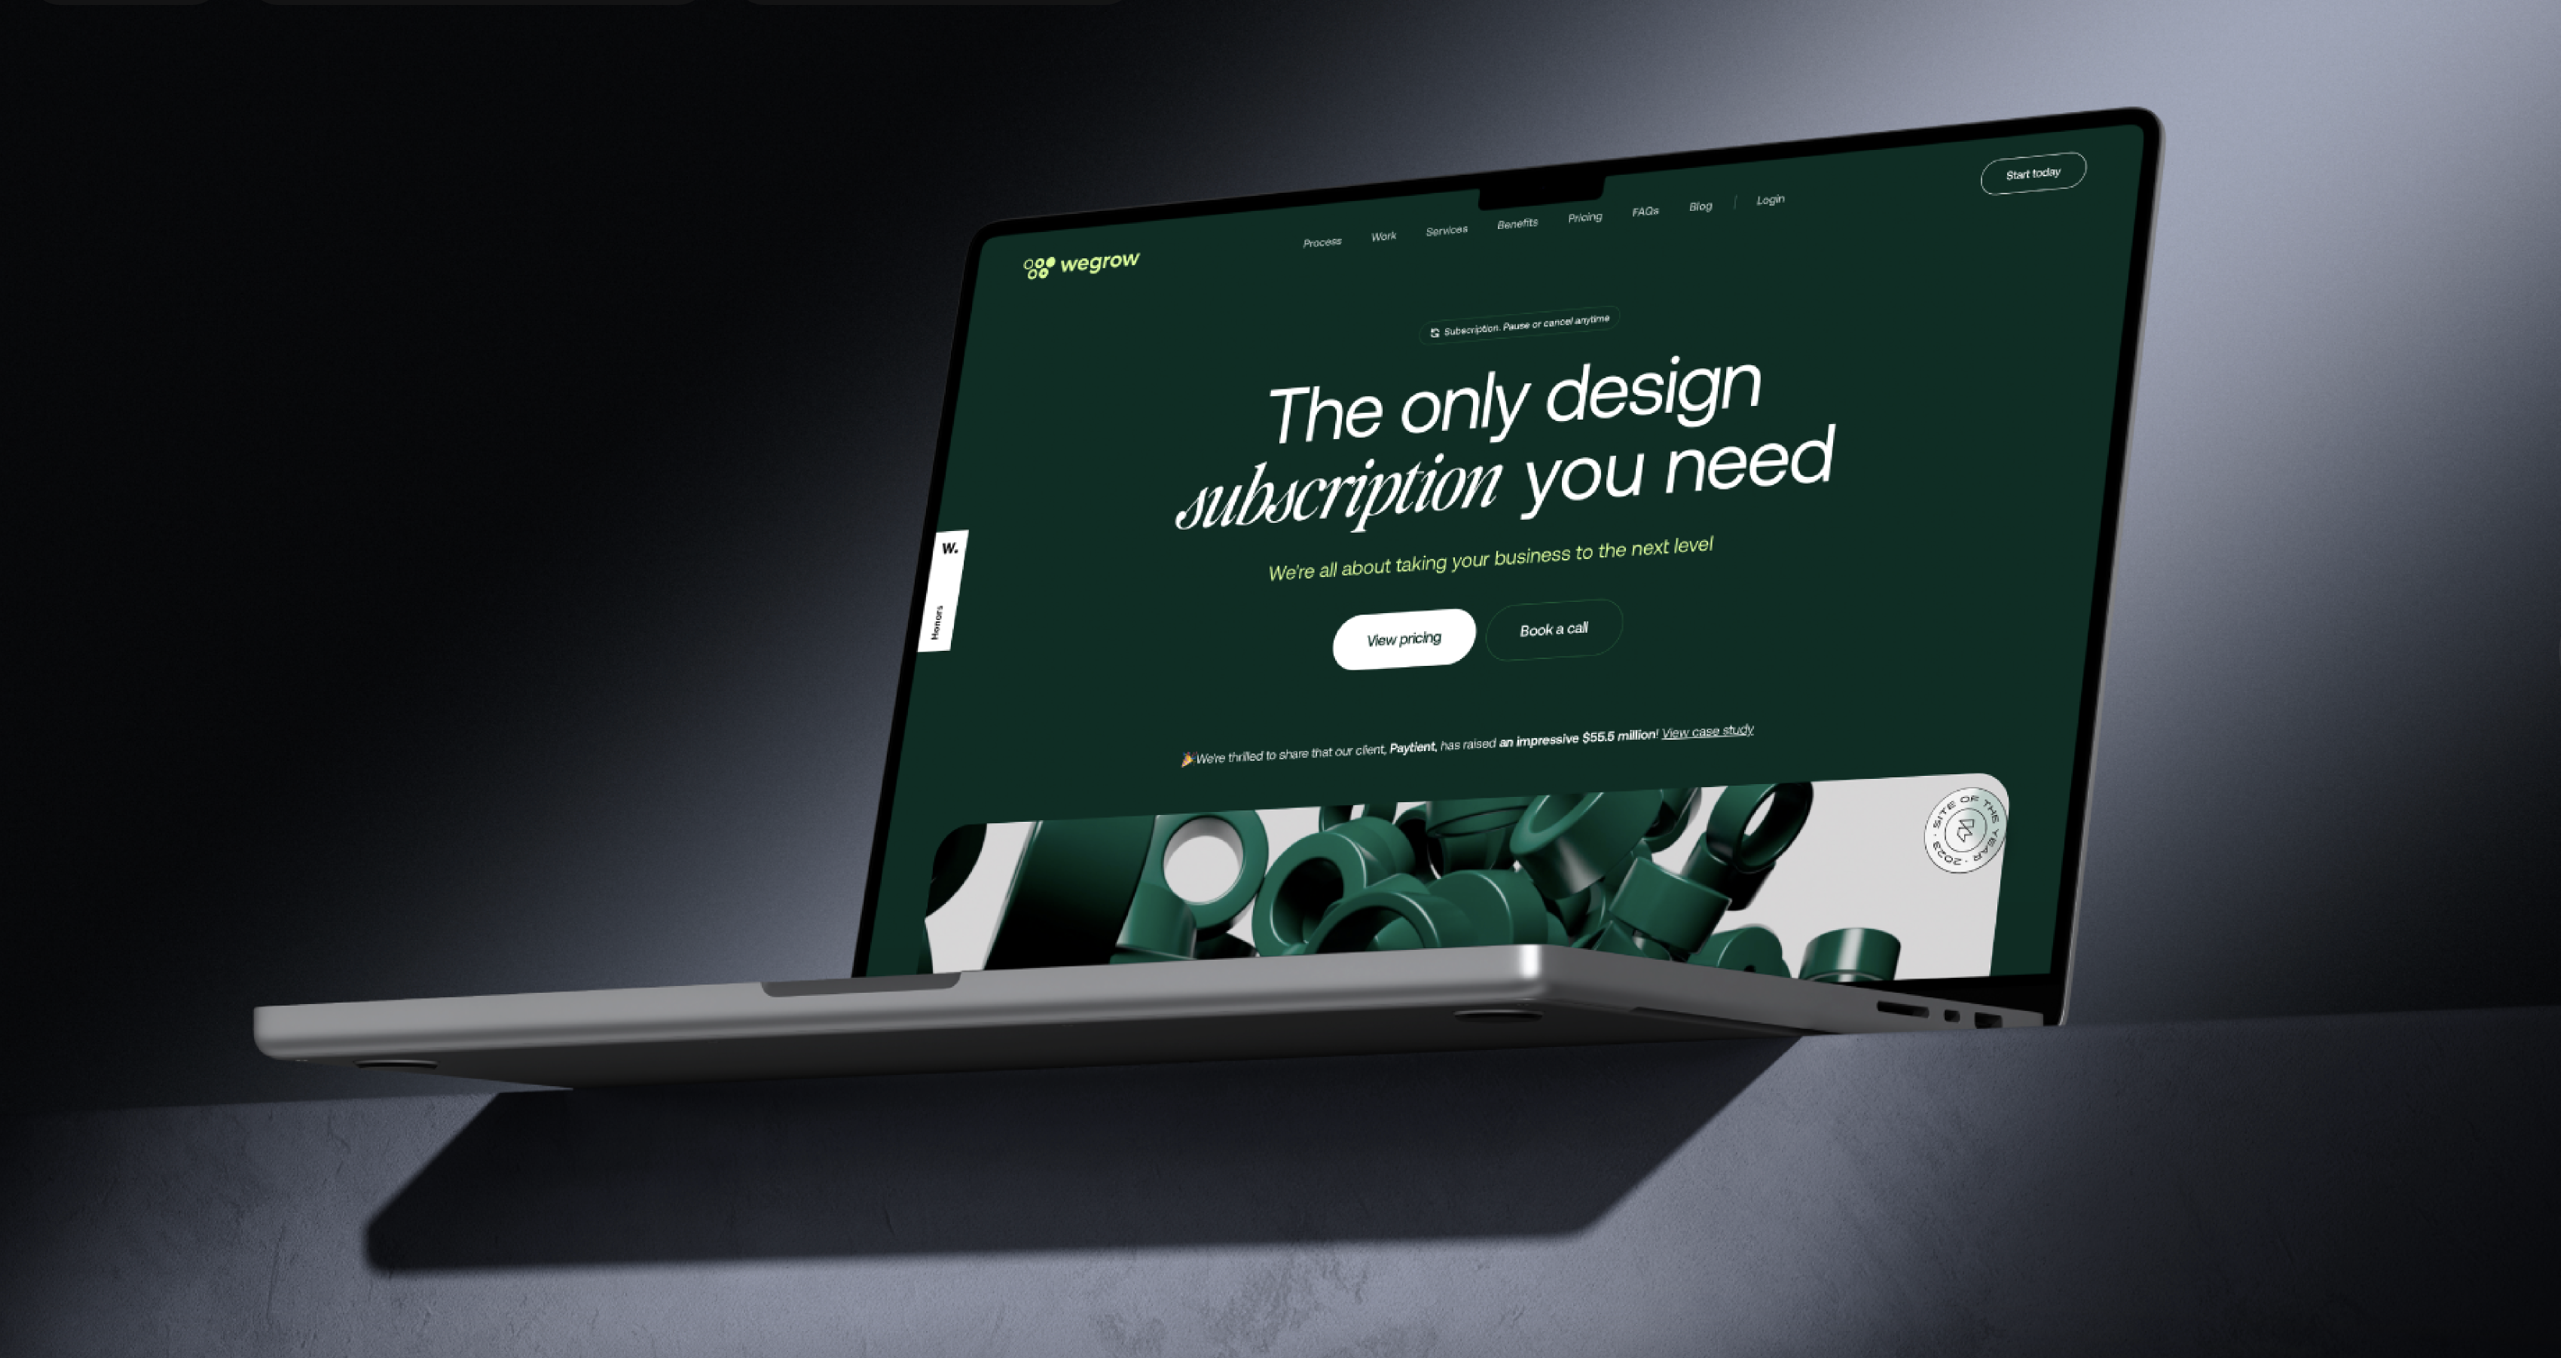 wegrow
Process Work Services Benefits Pricing FAQs Blog Login
Start today
Subscription. Pause or cancel anytime
The only design
subscription you need
We're all about taking your business to the next level
View pricing Book a call
W.
Honors
🎉We're thrilled to share that our client, Paytient, has raised an impressive $55.5 million! View case study
SITE OF THE YEAR · 2023 ·